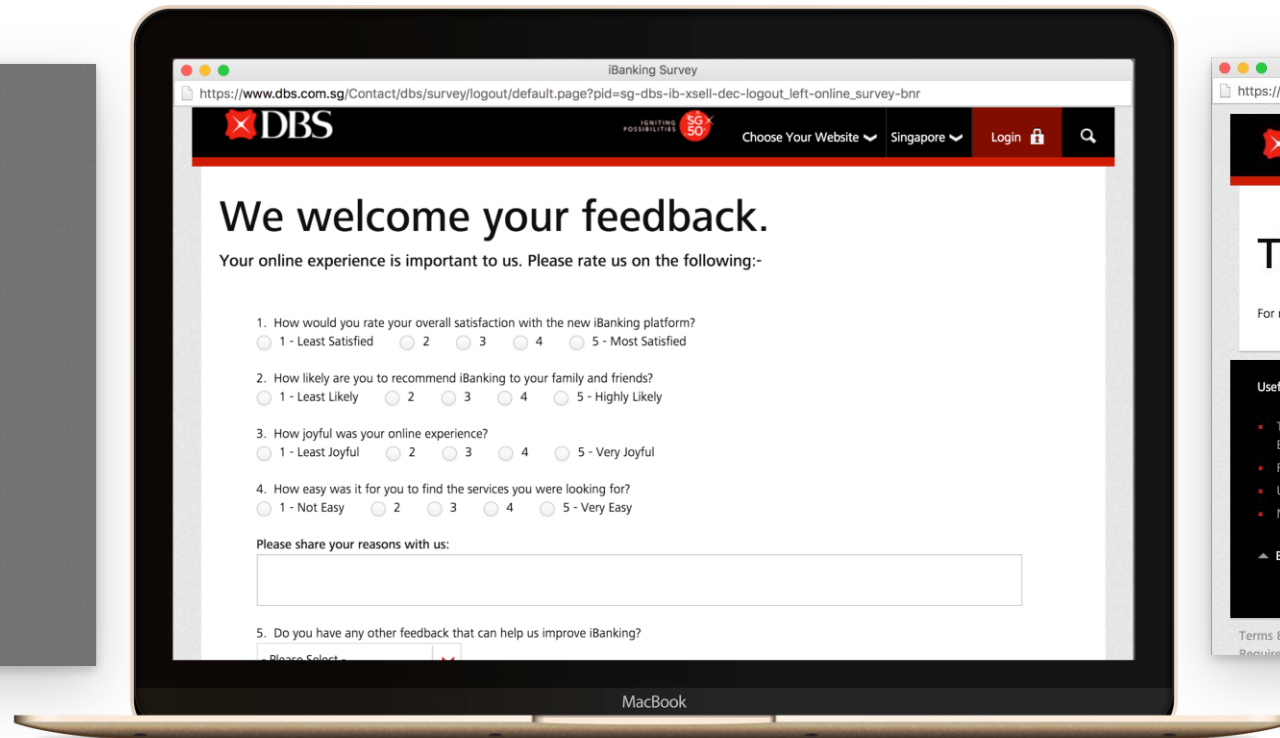 iBanking Survey
https://www.dbs.com.sg/Contact/dbs/survey/logout/default.page?pid=sg-dbs-ib-xsell-dec-logout_left-online_survey-bnr
DBS
IGNITING
POSSIBILITIES
SG
50
Choose Your Website
Singapore
Login
We welcome your feedback.
Your online experience is important to us. Please rate us on the following:-
1. How would you rate your overall satisfaction with the new iBanking platform?
1 - Least Satisfied 2 3 4 5 - Most Satisfied
2. How likely are you to recommend iBanking to your family and friends?
1 - Least Likely 2 3 4 5 - Highly Likely
3. How joyful was your online experience?
1 - Least Joyful 2 3 4 5 - Very Joyful
4. How easy was it for you to find the services you were looking for?
1 - Not Easy 2 3 4 5 - Very Easy
Please share your reasons with us:
5. Do you have any other feedback that can help us improve iBanking?
- Please Select -
MacBook
https://
For
Terms &